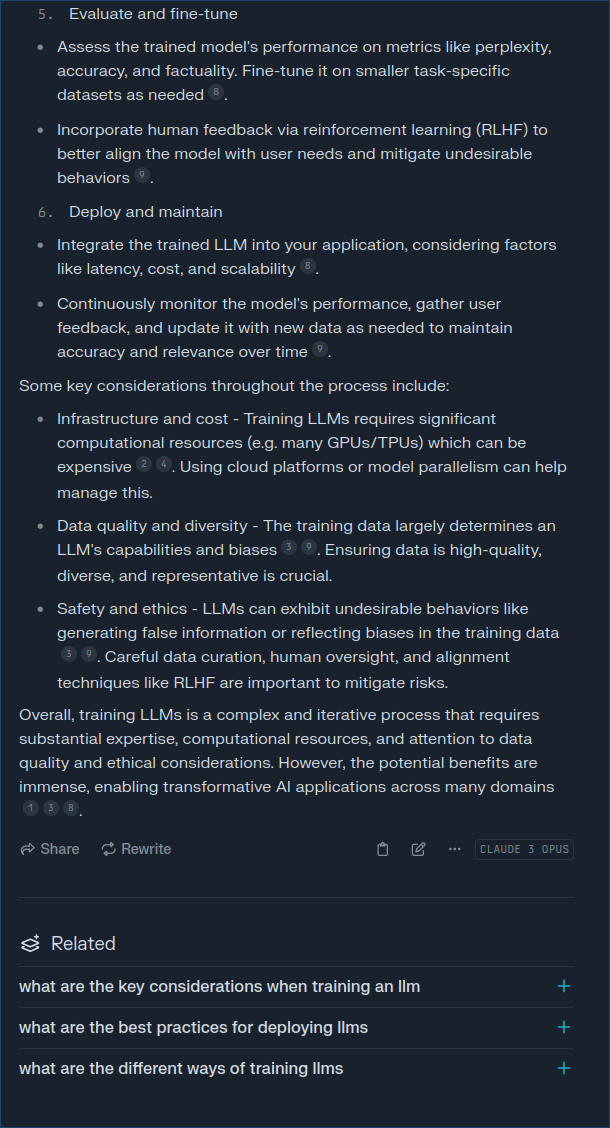 5. Evaluate and fine-tune
• Assess the trained model's performance on metrics like perplexity,
accuracy, and factuality. Fine-tune it on smaller task-specific
datasets as needed 8.
• Incorporate human feedback via reinforcement learning (RLHF) to
better align the model with user needs and mitigate undesirable
behaviors 9.
6. Deploy and maintain
• Integrate the trained LLM into your application, considering factors
like latency, cost, and scalability 8.
• Continuously monitor the model's performance, gather user
feedback, and update it with new data as needed to maintain
accuracy and relevance over time 9.
Some key considerations throughout the process include:
• Infrastructure and cost - Training LLMs requires significant
computational resources (e.g. many GPUs/TPUs) which can be
expensive 2 4. Using cloud platforms or model parallelism can help
manage this.
• Data quality and diversity - The training data largely determines an
LLM's capabilities and biases 3 9. Ensuring data is high-quality,
diverse, and representative is crucial.
• Safety and ethics - LLMs can exhibit undesirable behaviors like
generating false information or reflecting biases in the training data
3 9. Careful data curation, human oversight, and alignment
techniques like RLHF are important to mitigate risks.
Overall, training LLMs is a complex and iterative process that requires
substantial expertise, computational resources, and attention to data
quality and ethical considerations. However, the potential benefits are
immense, enabling transformative AI applications across many domains
1 3 8.
Share Rewrite CLAUDE 3 OPUS
Related
what are the key considerations when training an llm
what are the best practices for deploying llms
what are the different ways of training llms